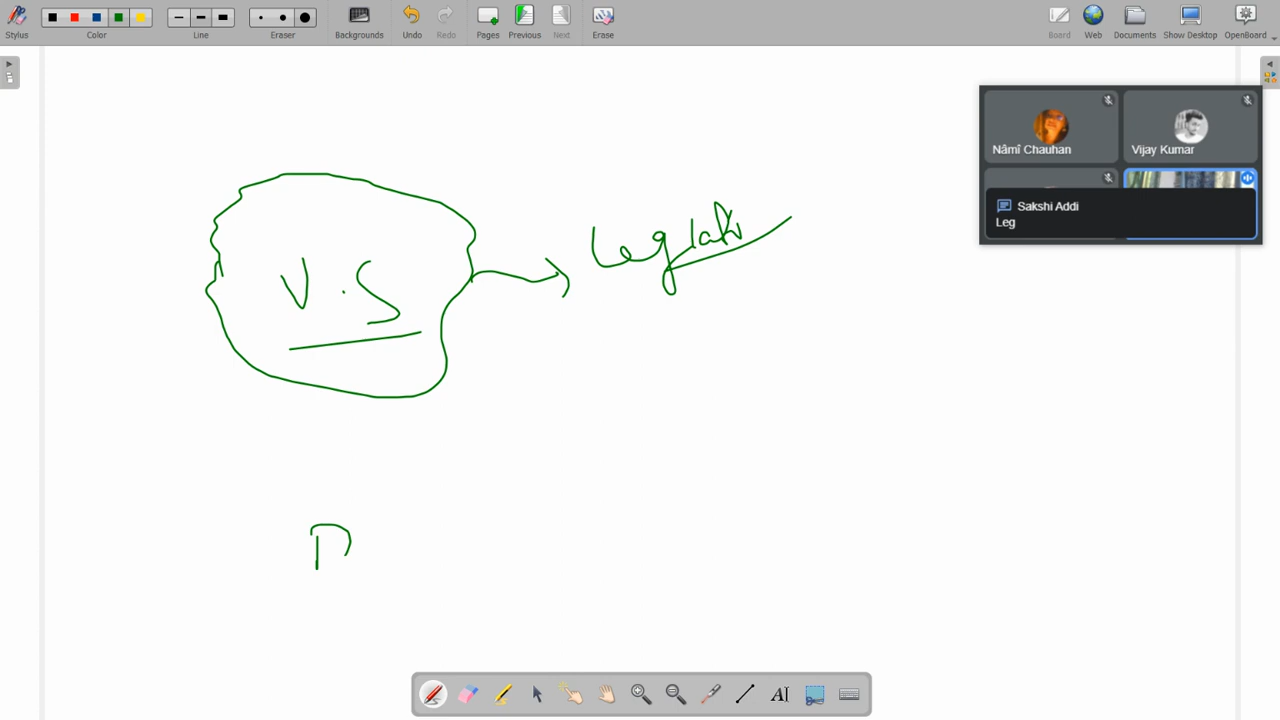 Stylus
Color
Line
Eraser
Backgrounds
Undo
Redo
Pages
Previous
Next
Erase
Board
Web
Documents
Show Desktop
OpenBoard
Nâmî Chauhan
Vijay Kumar
Sakshi Addi
Leg
V.S